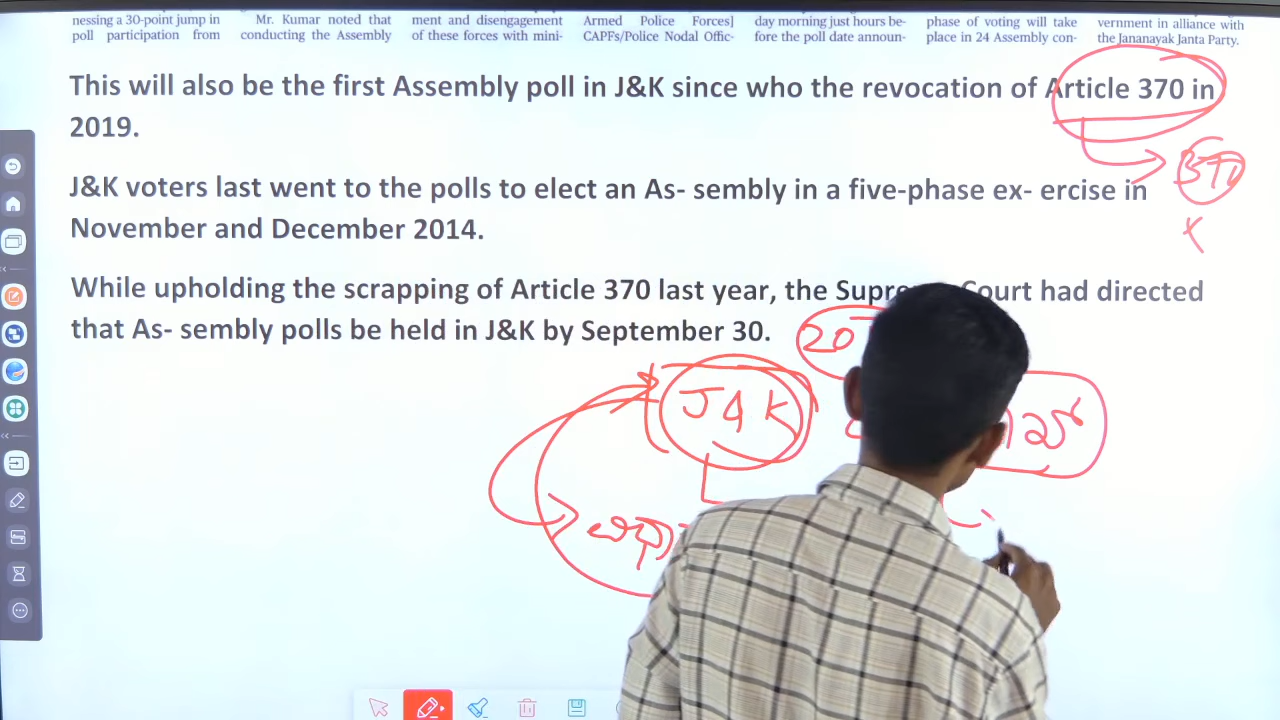 nessing a 30-point jump in
poll participation from
Mr. Kumar noted that
conducting the Assembly
ment and disengagement
of these forces with mini-
Armed Police Forces]
CAPFs/Police Nodal Offic-
day morning just hours be-
fore the poll date announ-
phase of voting will take
place in 24 Assembly con-
vernment in alliance with
the Jananayak Janta Party.
This will also be the first Assembly poll in J&K since who the revocation of Article 370 in
2019.
J&K voters last went to the polls to elect an As- sembly in a five-phase ex- ercise in
November and December 2014.
While upholding the scrapping of Article 370 last year, the Supre Court had directed
that As- sembly polls be held in J&K by September 30.
20
J&K